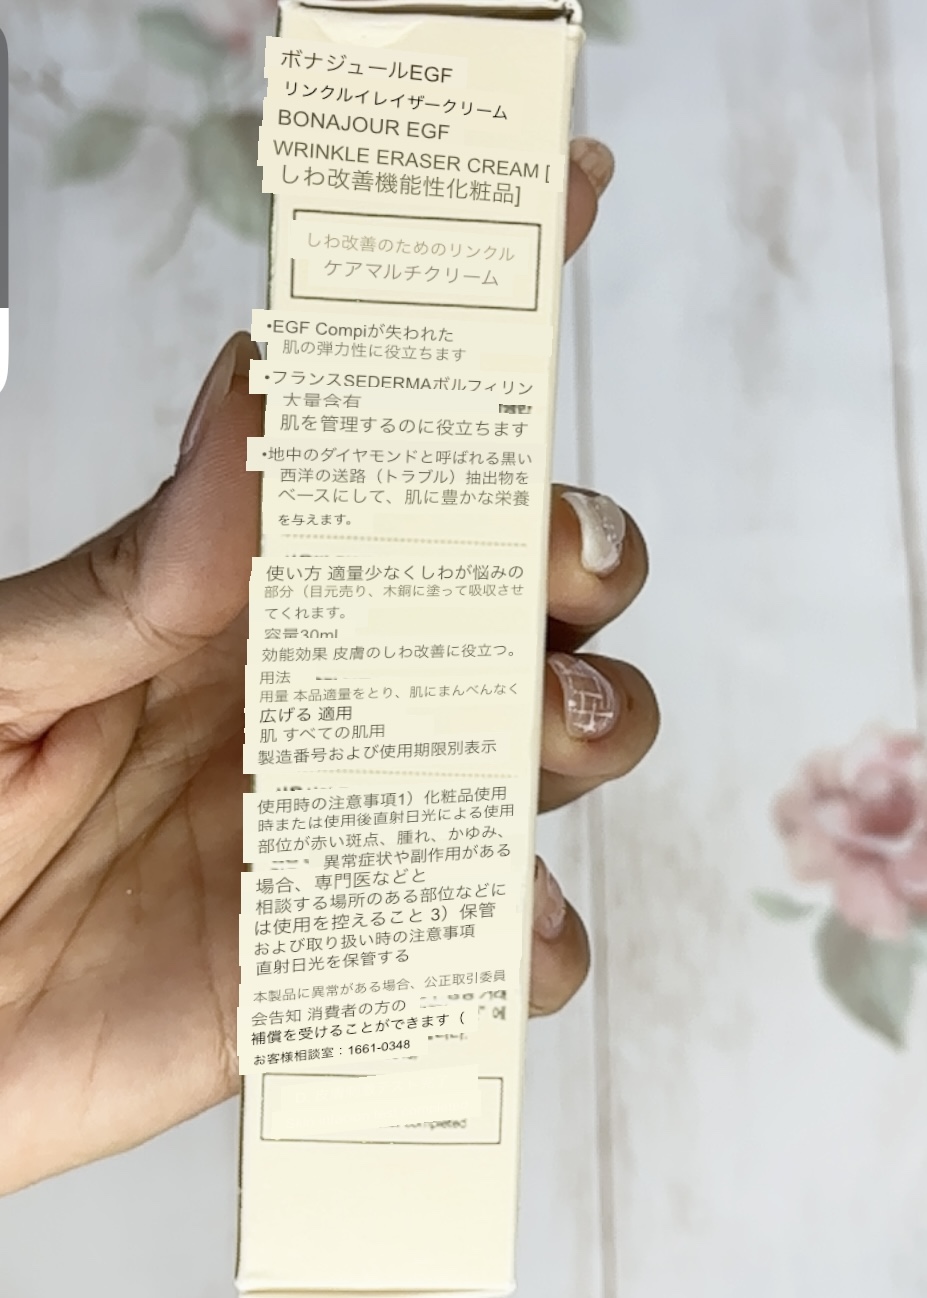 ボナジュールEGF
リンクルイレイザークリーム
BONAJOUR EGF
WRINKLE ERASER CREAM [
しわ改善機能性化粧品]
しわ改善のためのリンクル
ケアマルチクリーム
•EGF Compiが失われた
肌の弾力性に役立ちます
•フランスSEDERMAボルフィリン
大量含有
肌を管理するのに役立ちます
•地中のダイヤモンドと呼ばれる黒い
西洋の送路（トラブル）抽出物を
ベースにして、肌に豊かな栄養
を与えます。
使い方 適量少なくしわが悩みの
部分（目元売り、木銅に塗って吸収させ
てくれます。
容量30ml
効能効果 皮膚のしわ改善に役立つ。
用法
用量 本品適量をとり、肌にまんべんなく
広げる 適用
肌 すべての肌用
製造番号および使用期限別表示
使用時の注意事項1）化粧品使用
時または使用後直射日光による使用
部位が赤い斑点、腫れ、かゆみ、
異常症状や副作用がある
場合、専門医などと
相談する場所のある部位などに
は使用を控えること 3）保管
および取り扱い時の注意事項
直射日光を保管する
本製品に異常がある場合、公正取引委員
会告知 消費者の方の
補償を受けることができます（
お客様相談室：1661-0348
completed